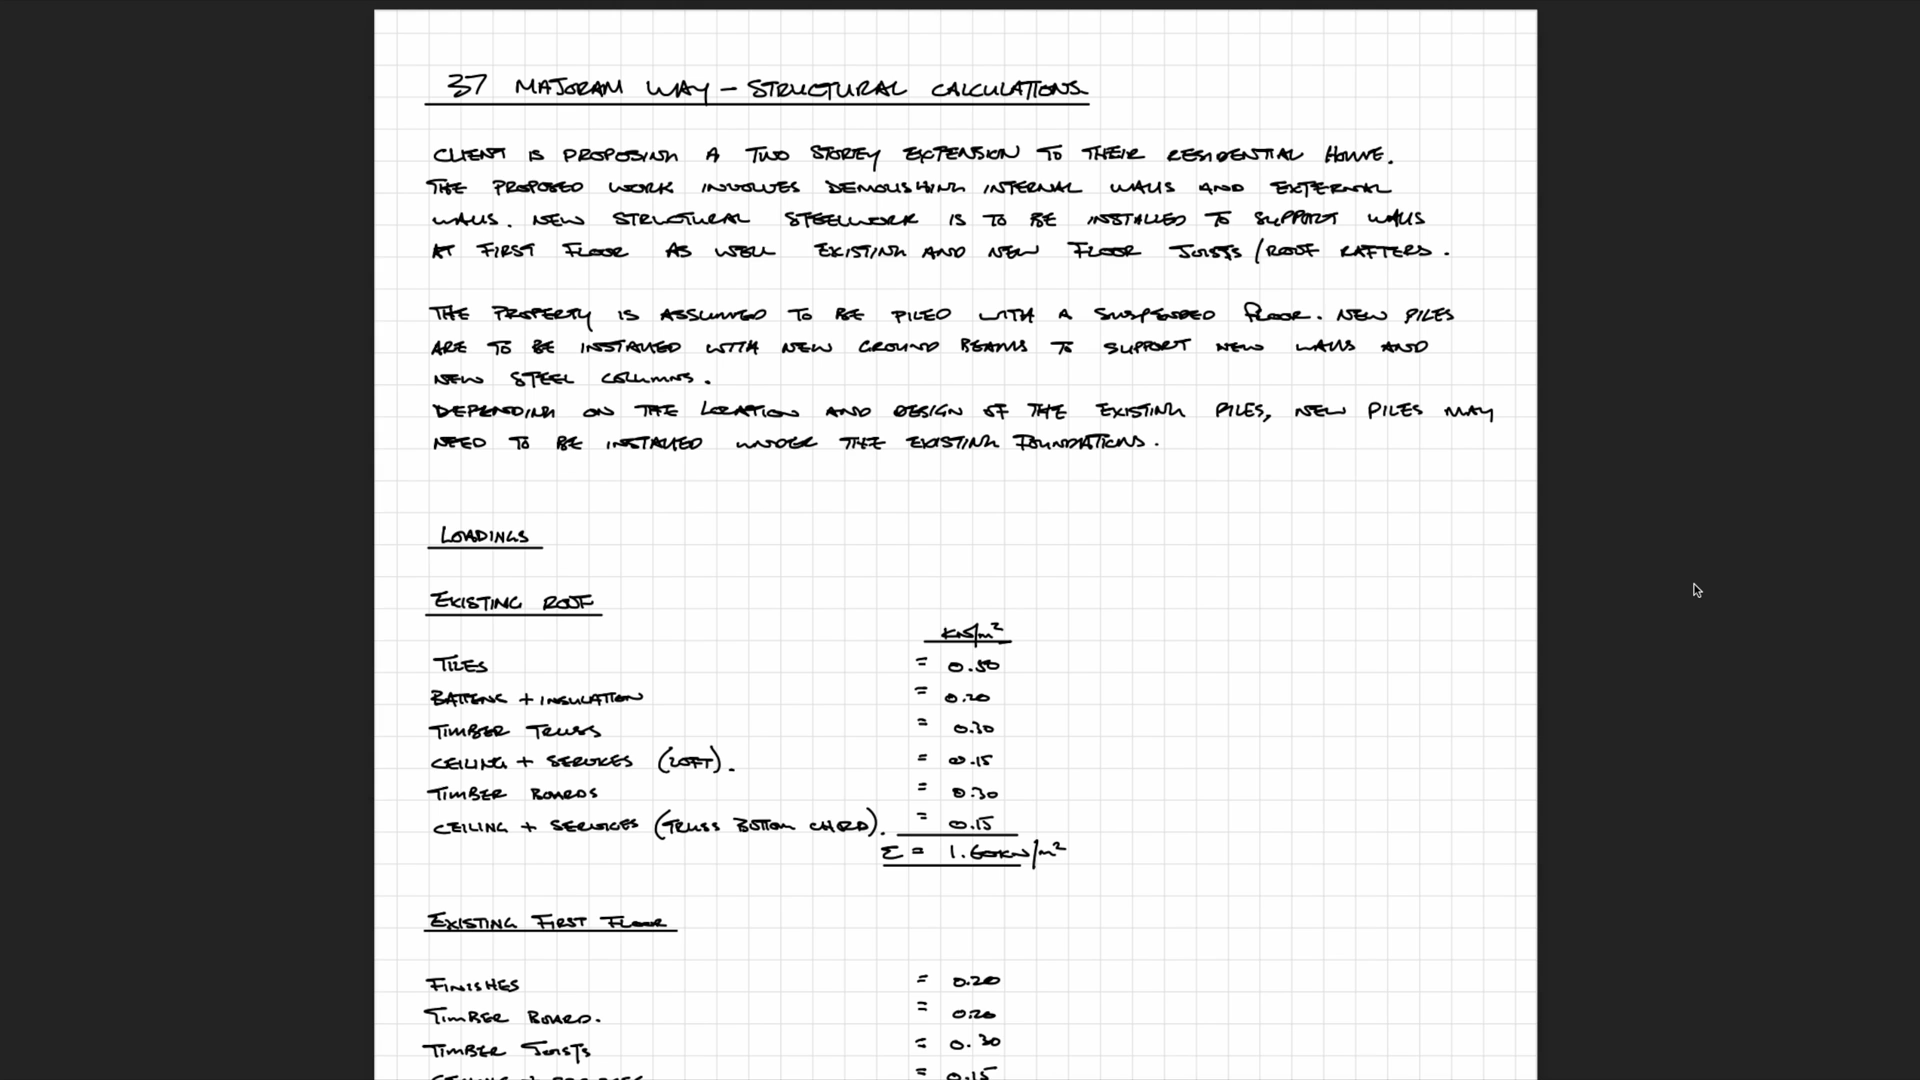 37 MAJORAM WAY – STRUCTURAL CALCULATIONS
CLIENT IS PROPOSING A TWO STOREY EXTENSION TO THEIR RESIDENTIAL HOME.
THE PROPOSED WORK INVOLVES DEMOLISHING INTERNAL WALLS AND EXTERNAL
WALLS. NEW STRUCTURAL STEELWORK IS TO BE INSTALLED TO SUPPORT WALLS
AT FIRST FLOOR AS WELL EXISTING AND NEW FLOOR JOISTS / ROOF RAFTERS.
THE PROPERTY IS ASSUMED TO BE PILED WITH A SUSPENDED FLOOR. NEW PILES
ARE TO BE INSTALLED WITH NEW GROUND BEAMS TO SUPPORT NEW WALLS AND
NEW STEEL COLUMNS.
DEPENDING ON THE LOCATION AND DESIGN OF THE EXISTING PILES, NEW PILES MAY
NEED TO BE INSTALLED UNDER THE EXISTING FOUNDATIONS.
LOADINGS
EXISTING ROOF
KN/m²
TILES = 0.50
BATTENS + INSULATION = 0.20
TIMBER TRUSS = 0.30
CEILING + SERVICES (LOFT). = 0.15
TIMBER BOARDS = 0.30
CEILING + SERVICES (TRUSS BOTTOM CHORD). = 0.15
Σ = 1.60KN/m²
EXISTING FIRST FLOOR
FINISHES = 0.20
TIMBER BOARD. = 0.20
TIMBER JOISTS = 0.30
= 0.15